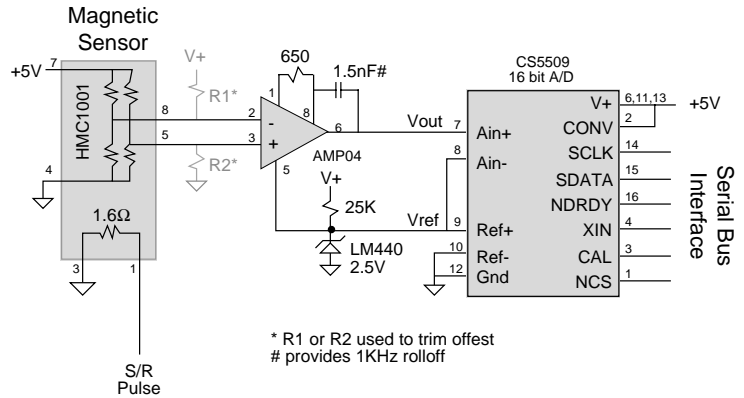 Magnetic
Sensor
+5V
7
HMC1001
8
5
4
1.6Ω
3
1
S/R
Pulse
V+
R1*
R2*
650
1.5nF#
1
8
2
-
3
+
6
5
AMP04
V+
25K
LM440
2.5V
Vout
Vref
CS5509
16 bit A/D
7
Ain+
8
Ain-
9
Ref+
10
Ref-
12
Gnd
V+
6,11,13
+5V
CONV
2
SCLK
14
SDATA
15
NDRDY
16
XIN
4
CAL
3
NCS
1
Serial Bus
Interface
* R1 or R2 used to trim offest
# provides 1KHz rolloff